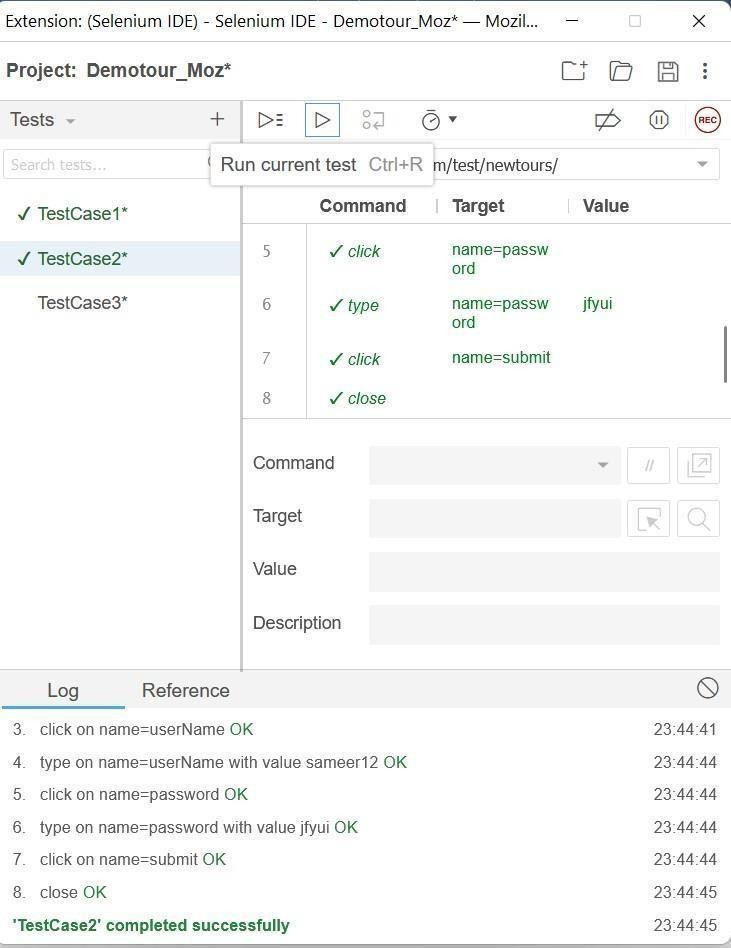 Extension: (Selenium IDE) - Selenium IDE - Demotour_Moz* — Mozil...
Project: Demotour_Moz*
Tests
REC
Search tests...
Run current test Ctrl+R
m/test/newtours/
Command Target Value
✓ TestCase1*
✓ TestCase2*
TestCase3*
5 ✓ click name=passw
ord
6 ✓ type name=passw jfyui
ord
7 ✓ click name=submit
8 ✓ close
Command //
Target
Value
Description
Log Reference
3. click on name=userName OK 23:44:41
4. type on name=userName with value sameer12 OK 23:44:44
5. click on name=password OK 23:44:44
6. type on name=password with value jfyui OK 23:44:44
7. click on name=submit OK 23:44:44
8. close OK 23:44:45
'TestCase2' completed successfully 23:44:45